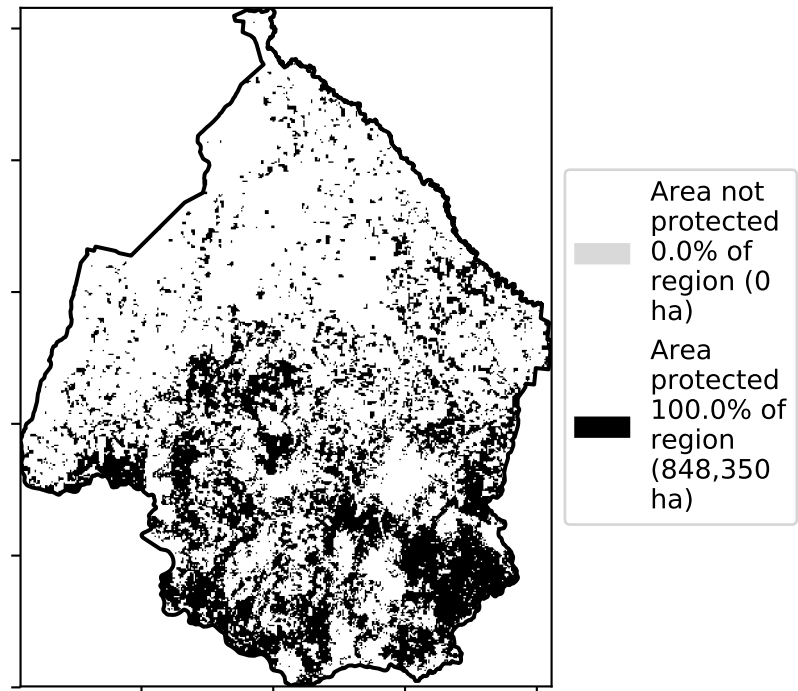 Area not
protected
0.0% of
region (0
ha)
Area
protected
100.0% of
region
(848,350
ha)